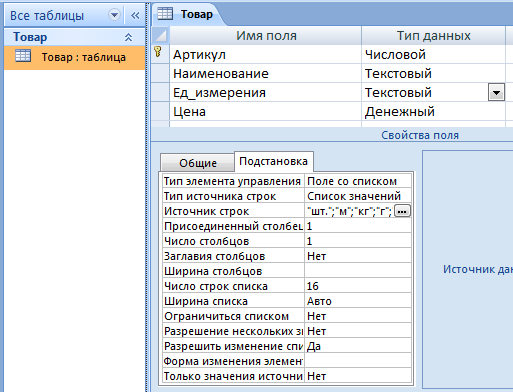 Все таблицы
Товар
Товар : таблица
Товар
Имя поля Тип данных
Артикул Числовой
Наименование Текстовый
Ед_измерения Текстовый
Цена Денежный
Свойства поля
Общие Подстановка
Тип элемента управления Поле со списком
Тип источника строк Список значений
Источник строк "шт.";"м";"кг";"г";
Присоединенный столбец 1
Число столбцов 1
Заглавия столбцов Нет
Ширина столбцов
Число строк списка 16
Ширина списка Авто
Ограничиться списком Нет
Разрешение нескольких зн Нет
Разрешить изменение спи Да
Форма изменения элемент
Только значения источни Нет
Источник дан